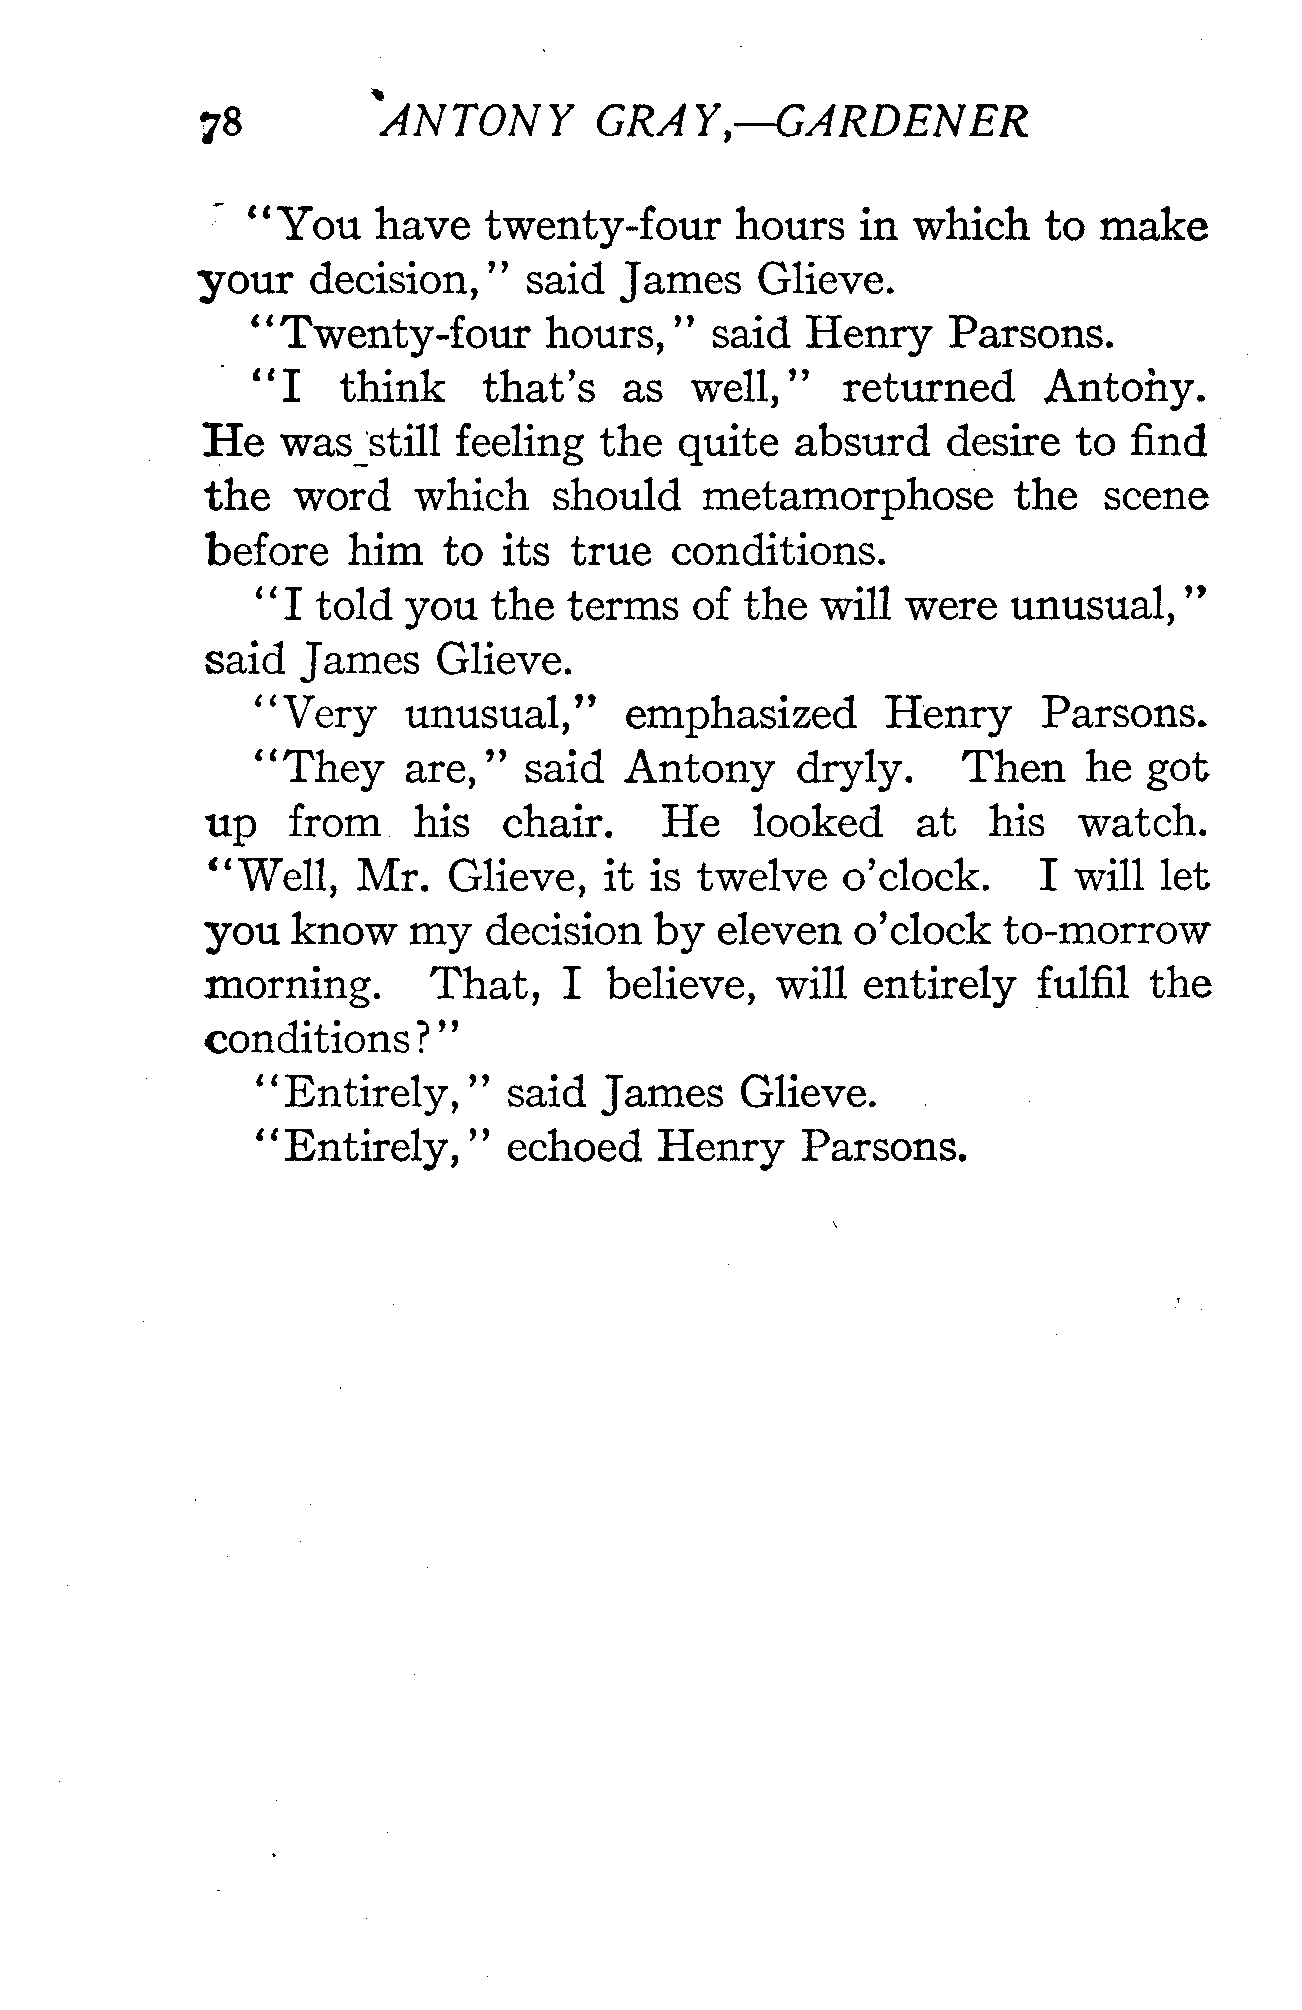 78 ANTONY GRAY,—GARDENER
"You have twenty-four hours in which to make
your decision," said James Glieve.
"Twenty-four hours," said Henry Parsons.
"I think that's as well," returned Antony.
He was still feeling the quite absurd desire to find
the word which should metamorphose the scene
before him to its true conditions.
"I told you the terms of the will were unusual,"
said James Glieve.
"Very unusual," emphasized Henry Parsons.
"They are," said Antony dryly. Then he got
up from his chair. He looked at his watch.
"Well, Mr. Glieve, it is twelve o'clock. I will let
you know my decision by eleven o'clock to-morrow
morning. That, I believe, will entirely fulfil the
conditions?"
"Entirely," said James Glieve.
"Entirely," echoed Henry Parsons.